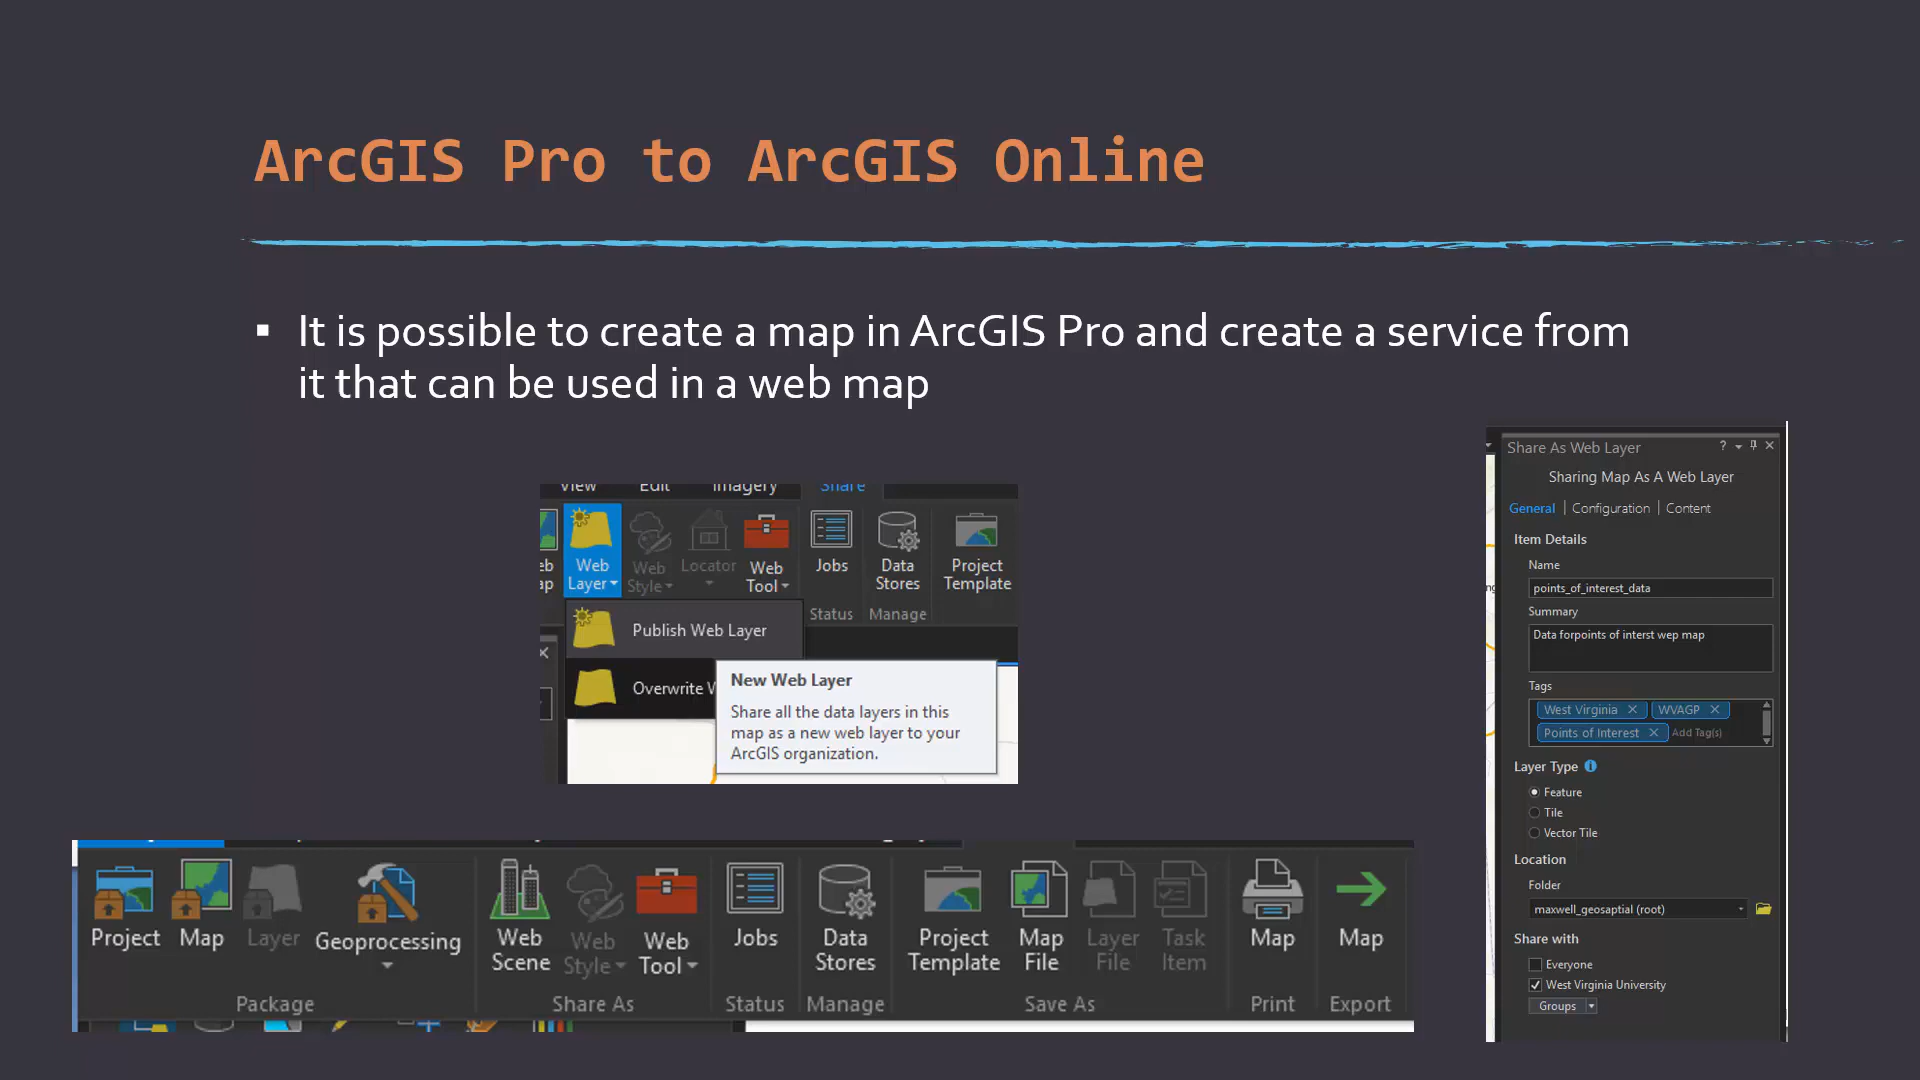 ArcGIS Pro to ArcGIS Online
▪ It is possible to create a map in ArcGIS Pro and create a service from
it that can be used in a web map
View Edit Imagery Share
Web Layer
Web Style
Locator
Web Tool
Jobs
Data Stores
Project Template
Status Manage
Publish Web Layer
Overwrite W
New Web Layer
Share all the data layers in this
map as a new web layer to your
ArcGIS organization.
Share As Web Layer ?
Sharing Map As A Web Layer
General | Configuration | Content
Item Details
Name
points_of_interest_data
Summary
Data forpoints of interst wep map
Tags
West Virginia WVAGP
Points of Interest Add Tag(s)
Layer Type
Feature
Tile
Vector Tile
Location
Folder
maxwell_geosaptial (root)
Share with
Everyone
West Virginia University
Groups
Project Map Layer Geoprocessing
Web Scene
Web Style
Web Tool
Jobs
Data Stores
Project Template
Map File
Layer File
Task Item
Map
Map
Package Share As Status Manage Save As Print Export